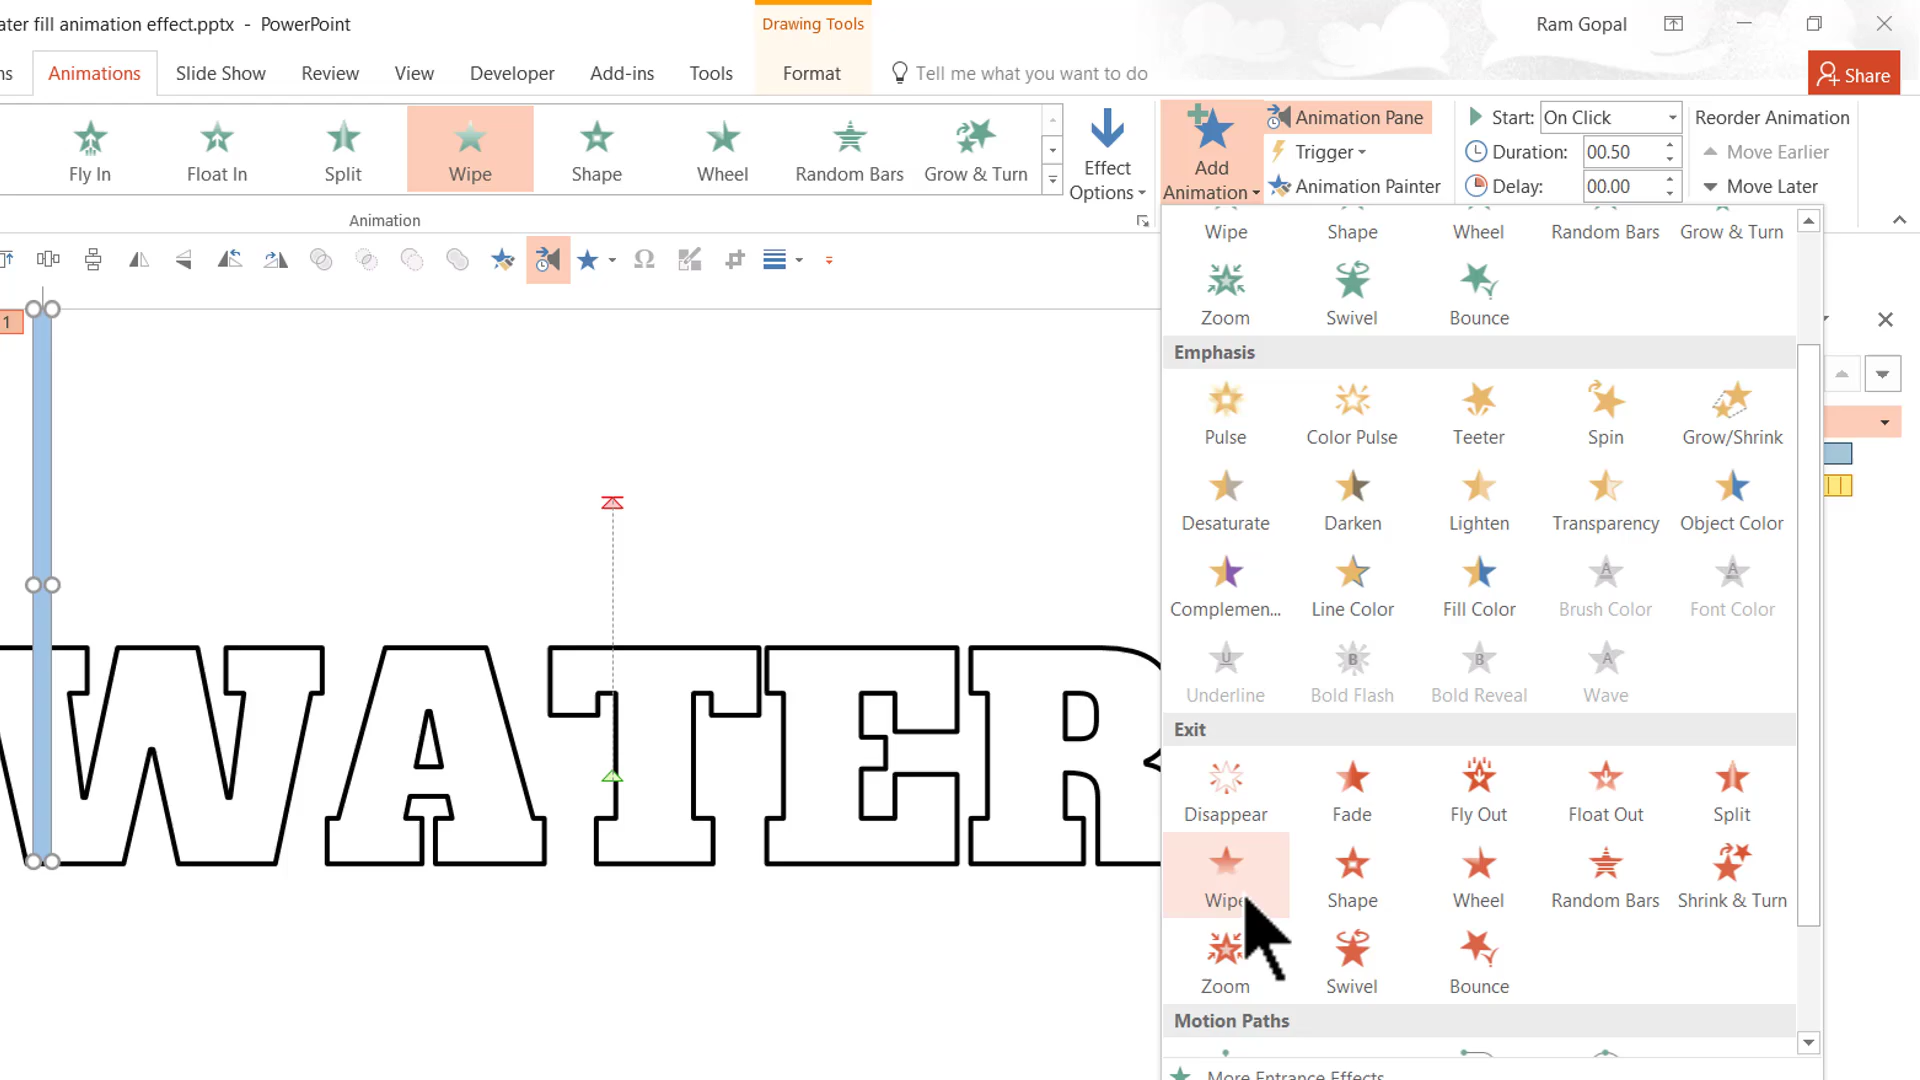 ater fill animation effect.pptx - PowerPoint
Drawing Tools
Ram Gopal
ns Animations Slide Show Review View Developer Add-ins Tools Format Tell me what you want to do
Share
Fly In Float In Split Wipe Shape Wheel Random Bars Grow & Turn
Effect
Options
Add
Animation
Animation Pane
Trigger
Animation Painter
Start: On Click
Duration: 00.50
Delay: 00.00
Reorder Animation
Move Earlier
Move Later
Animation
Wipe Shape Wheel Random Bars Grow & Turn
Zoom Swivel Bounce
Emphasis
Pulse Color Pulse Teeter Spin Grow/Shrink
Desaturate Darken Lighten Transparency Object Color
Complemen... Line Color Fill Color Brush Color Font Color
Underline Bold Flash Bold Reveal Wave
Exit
Disappear Fade Fly Out Float Out Split
Wipe Shape Wheel Random Bars Shrink & Turn
Zoom Swivel Bounce
Motion Paths
More Entrance Effects
1
WATER